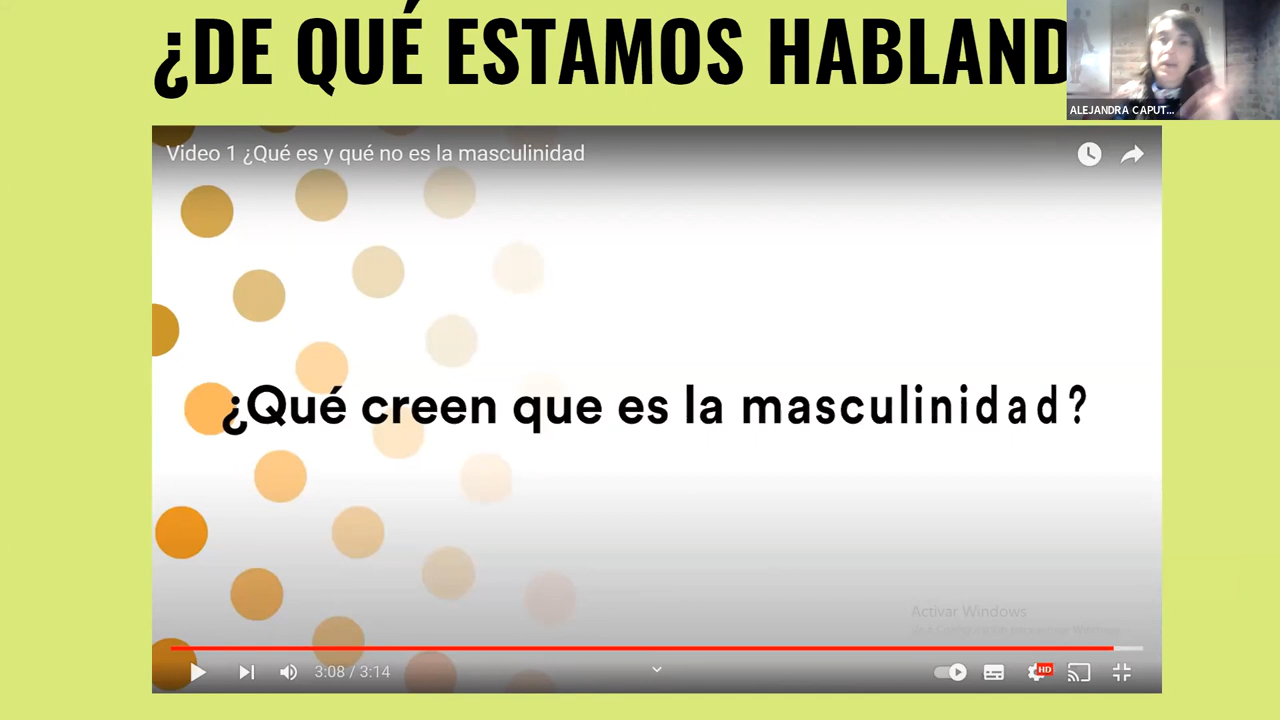 ¿DE QUÉ ESTAMOS HABLAND
ALEJANDRA CAPUT...
Video 1 ¿Qué es y qué no es la masculinidad
¿Qué creen que es la masculinidad?
Activar Windows
3:08 / 3:14
HD